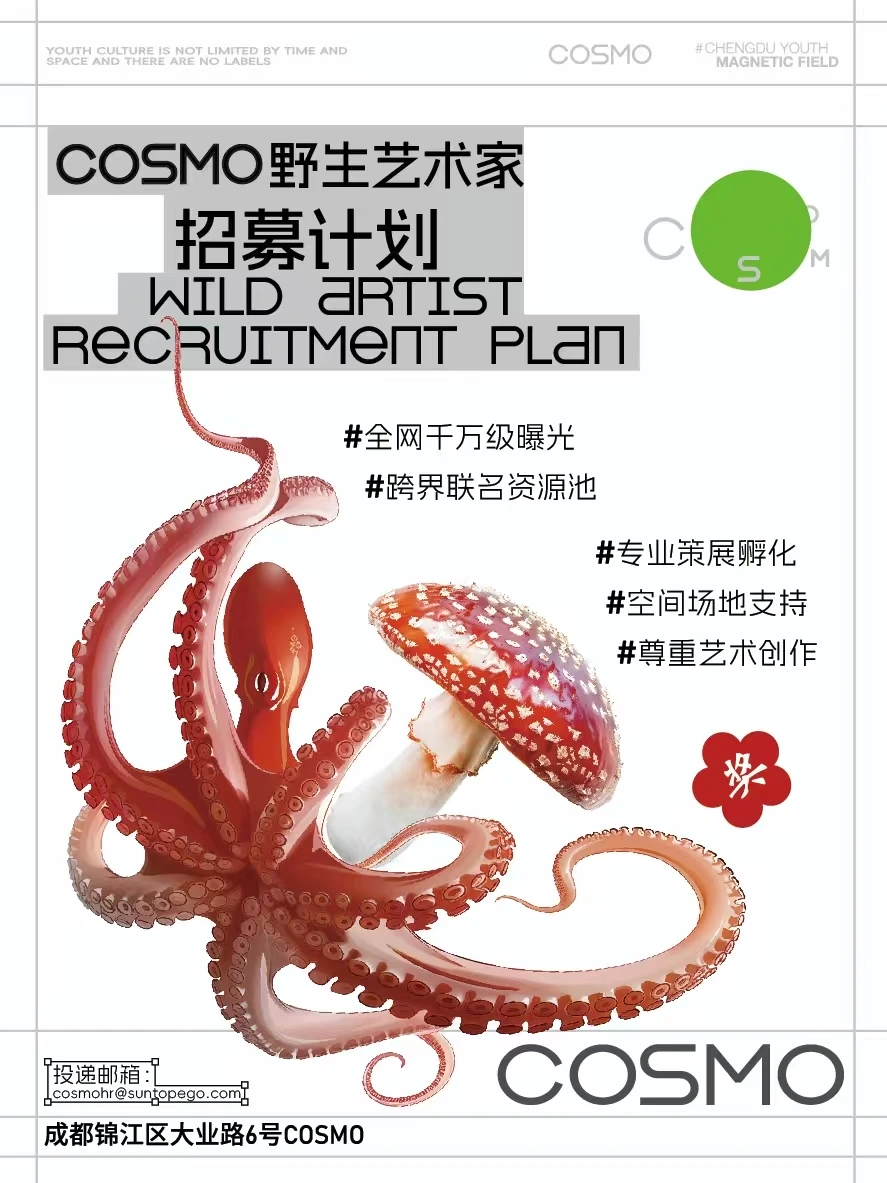 YOUTH CULTURE IS NOT LIMITED BY TIME AND
SPACE AND THERE ARE NO LABELS
COSMO
#CHENGDU YOUTH
MAGNETIC FIELD
COSMO野生艺术家
招募计划
WILD ARTIST
RECRUITMENT PLAN
C S O M
#全网千万级曝光
#跨界联名资源池
#专业策展孵化
#空间场地支持
#尊重艺术创作
投递邮箱:
cosmohr@suntopego.com
COSMO
成都锦江区大业路6号COSMO